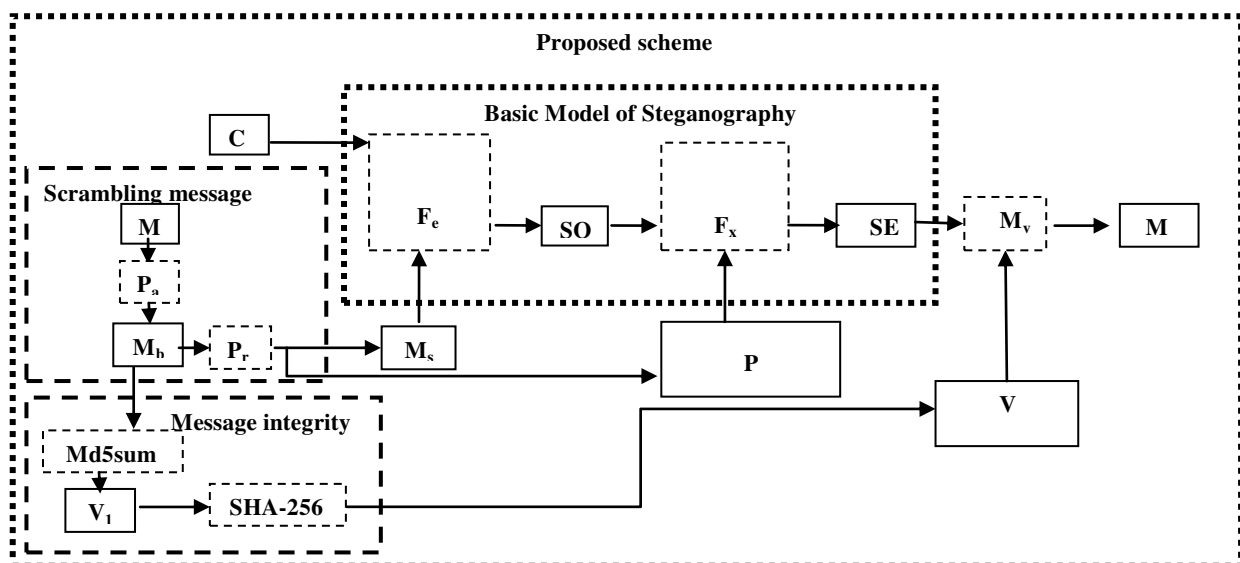 Proposed scheme
Basic Model of Steganography
C
Scrambling message
M
Fe
SO
Fx
SE
Mv
M
Pa
Mb
Pr
Ms
P
V
Message integrity
Md5sum
V1
SHA-256